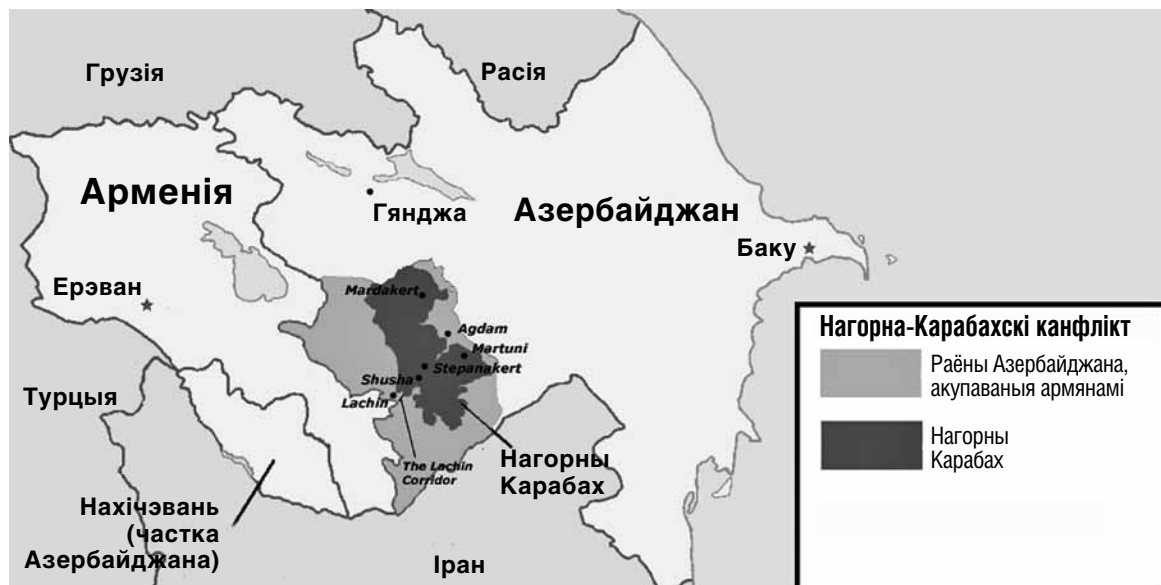 Грузія
Расія
Арменія
Гянджа
Азербайджан
Баку
Ерэван
Mardakert
Agdam
Martuni
Stepanakert
Shusha
Lachin
Турцыя
The Lachin
Corridor
Нагорны
Карабах
Нахічэвань
(частка
Азербайджана)
Іран
Нагорна-Карабахскі канфлікт
Раёны Азербайджана,
акупаваныя армянамі
Нагорны
Карабах